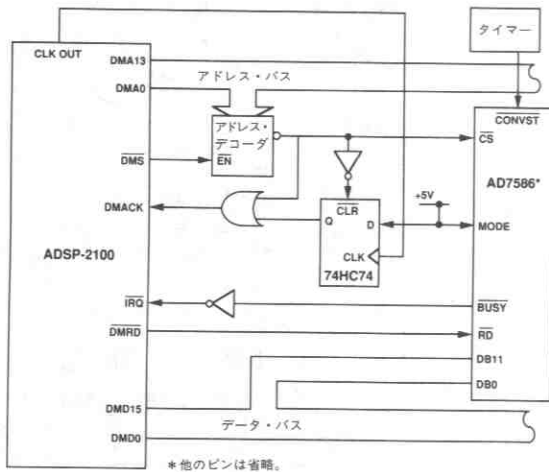 CLK OUT
タイマー
DMA13
アドレス・バス
DMA0
CONVST
アドレス・
デコーダ
CS
DMS
EN
AD7586*
+5V
CLR
DMACK
Q
D
MODE
CLK
ADSP-2100
74HC74
IRQ
BUSY
DMRD
RD
DB11
DB0
DMD15
データ・バス
DMD0
*他のピンは省略。